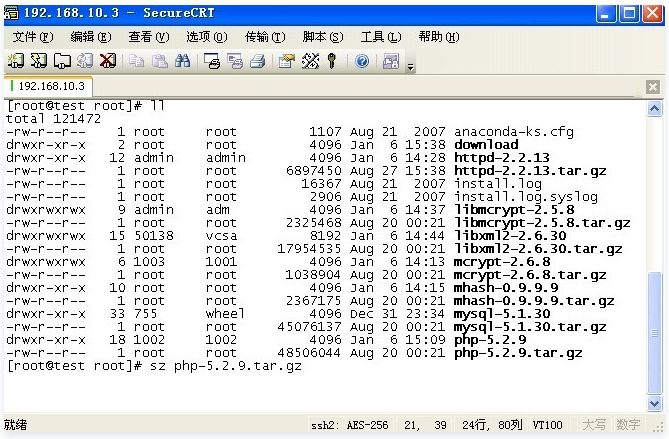 192.168.10.3 - SecureCRT
文件(F) 编辑(E) 查看(V) 选项(O) 传输(T) 脚本(S) 工具(L) 帮助(H)
192.168.10.3
[root@test root]# ll
total 121472
-rw-r--r-- 1 root root 1107 Aug 21 2007 anaconda-ks.cfg
drwxr-xr-x 2 root root 4096 Jan 6 15:38 download
drwxr-xr-x 12 admin admin 4096 Jan 6 14:28 httpd-2.2.13
-rw-r--r-- 1 root root 6897450 Aug 27 15:38 httpd-2.2.13.tar.gz
-rw-r--r-- 1 root root 16367 Aug 21 2007 install.log
-rw-r--r-- 1 root root 2906 Aug 21 2007 install.log.syslog
drwxrwxrwx 9 admin adm 4096 Jan 6 14:37 libmcrypt-2.5.8
-rw-r--r-- 1 root root 2325468 Aug 20 00:21 libmcrypt-2.5.8.tar.gz
drwxrwxrwx 15 50138 vcsa 8192 Jan 6 14:44 libxml2-2.6.30
-rw-r--r-- 1 root root 17954535 Aug 20 00:21 libxml2-2.6.30.tar.gz
drwxrwxrwx 6 1003 1001 4096 Jan 6 14:13 mcrypt-2.6.8
-rw-r--r-- 1 root root 1038904 Aug 20 00:21 mcrypt-2.6.8.tar.gz
drwxr-xr-x 10 root root 4096 Jan 6 14:15 mhash-0.9.9.9
-rw-r--r-- 1 root root 2367175 Aug 20 00:21 mhash-0.9.9.9.tar.gz
drwxr-xr-x 33 755 wheel 4096 Dec 31 23:34 mysql-5.1.30
-rw-r--r-- 1 root root 45076137 Aug 20 00:21 mysql-5.1.30.tar.gz
drwxr-xr-x 18 1002 1002 4096 Jan 6 15:09 php-5.2.9
-rw-r--r-- 1 root root 48506044 Aug 20 00:21 php-5.2.9.tar.gz
[root@test root]# sz php-5.2.9.tar.gz
就绪 ssh2: AES-256 21, 39 24行, 80列 VT100 大写 数字